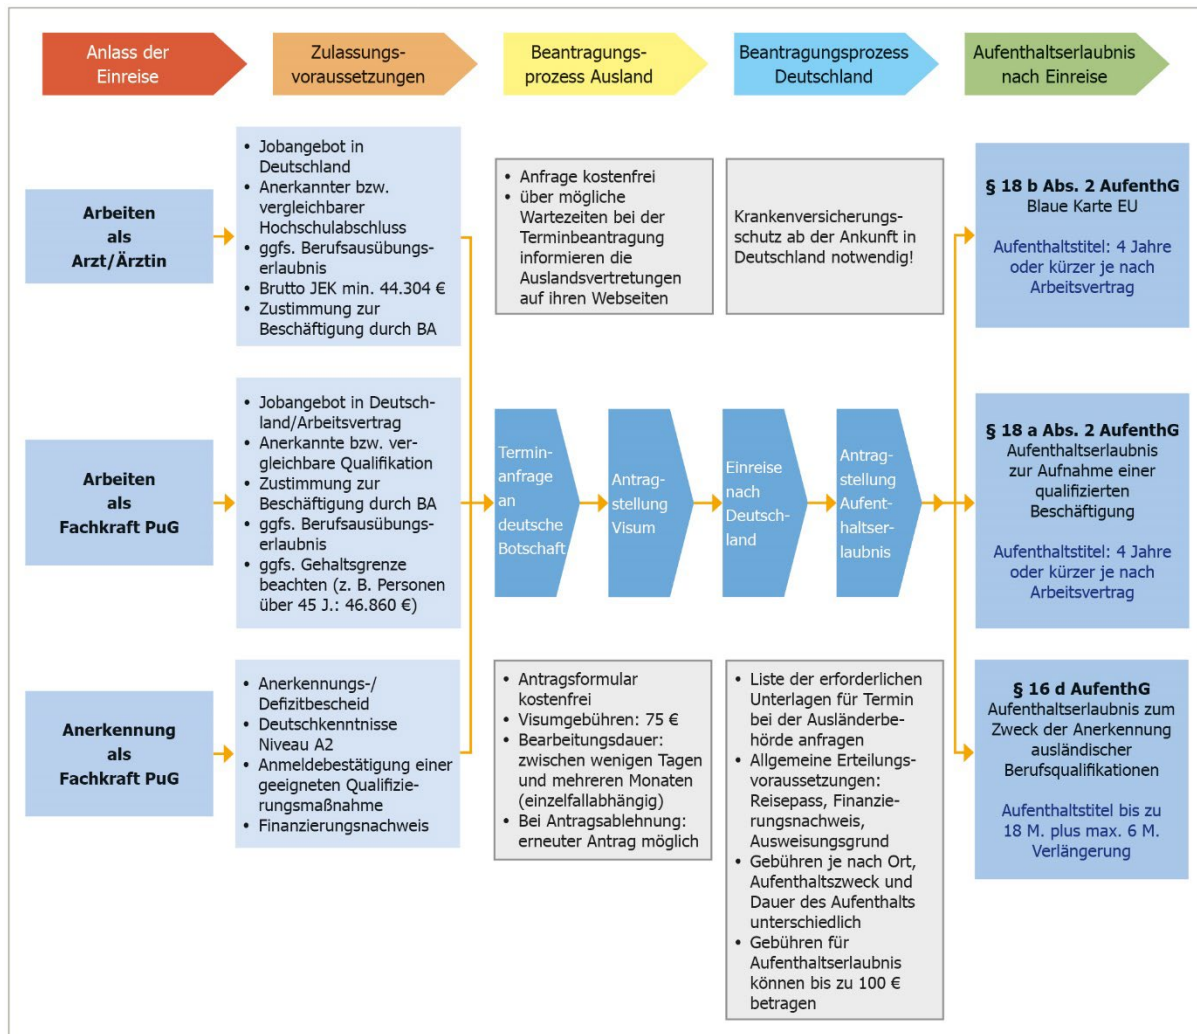 Anlass der
Einreise
Zulassungs-
voraussetzungen
Beantragungs-
prozess Ausland
Beantragungsprozess
Deutschland
Aufenthaltserlaubnis
nach Einreise
Arbeiten
als
Arzt/Ärztin
• Jobangebot in
Deutschland
• Anerkannter bzw.
vergleichbarer
Hochschulabschluss
• ggfs. Berufsausübungs-
erlaubnis
• Brutto JEK min. 44.304 €
• Zustimmung zur
Beschäftigung durch BA
• Anfrage kostenfrei
• über mögliche
Wartezeiten bei der
Terminbeantragung
informieren die
Auslandsvertretungen
auf ihren Webseiten
Krankenversicherungs-
schutz ab der Ankunft in
Deutschland notwendig!
§ 18 b Abs. 2 AufenthG
Blaue Karte EU
Aufenthaltstitel: 4 Jahre
oder kürzer je nach
Arbeitsvertrag
Arbeiten
als
Fachkraft PuG
• Jobangebot in Deutsch-
land/Arbeitsvertrag
• Anerkannte bzw. ver-
gleichbare Qualifikation
• Zustimmung zur
Beschäftigung durch BA
• ggfs. Berufsausübungs-
erlaubnis
• ggfs. Gehaltsgrenze
beachten (z. B. Personen
über 45 J.: 46.860 €)
Termin-
anfrage
an
deutsche
Botschaft
Antrag-
stellung
Visum
Einreise
nach
Deutsch-
land
Antrag-
stellung
Aufent-
haltser-
laubnis
§ 18 a Abs. 2 AufenthG
Aufenthaltserlaubnis
zur Aufnahme einer
qualifizierten
Beschäftigung
Aufenthaltstitel: 4 Jahre
oder kürzer je nach
Arbeitsvertrag
Anerkennung
als
Fachkraft PuG
• Anerkennungs-/
Defizitbescheid
• Deutschkenntnisse
Niveau A2
• Anmeldebestätigung einer
geeigneten Qualifizie-
rungsmaßnahme
• Finanzierungsnachweis
• Antragsformular
kostenfrei
• Visumgebühren: 75 €
• Bearbeitungsdauer:
zwischen wenigen Tagen
und mehreren Monaten
(einzelfallabhängig)
• Bei Antragsablehnung:
erneuter Antrag möglich
• Liste der erforderlichen
Unterlagen für Termin
bei der Ausländerbe-
hörde anfragen
• Allgemeine Erteilungs-
voraussetzungen:
Reisepass, Finanzie-
rungsnachweis,
Ausweisungsgrund
• Gebühren je nach Ort,
Aufenthaltszweck und
Dauer des Aufenthalts
unterschiedlich
• Gebühren für
Aufenthaltserlaubnis
können bis zu 100 €
betragen
§ 16 d AufenthG
Aufenthaltserlaubnis zum
Zweck der Anerkennung
ausländischer
Berufsqualifikationen
Aufenthaltstitel bis zu
18 M. plus max. 6 M.
Verlängerung